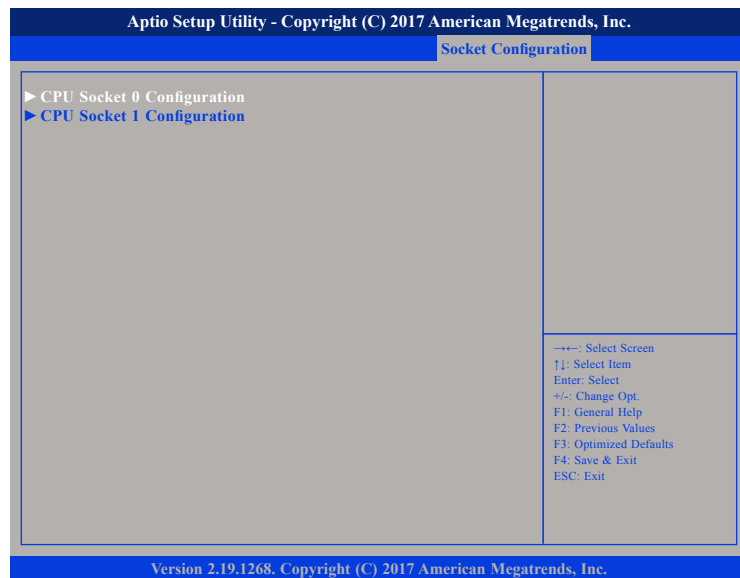 Aptio Setup Utility - Copyright (C) 2017 American Megatrends, Inc.
Socket Configuration
►CPU Socket 0 Configuration
►CPU Socket 1 Configuration
→←: Select Screen
↑↓: Select Item
Enter: Select
+/-: Change Opt.
F1: General Help
F2: Previous Values
F3: Optimized Defaults
F4: Save & Exit
ESC: Exit
Version 2.19.1268. Copyright (C) 2017 American Megatrends, Inc.